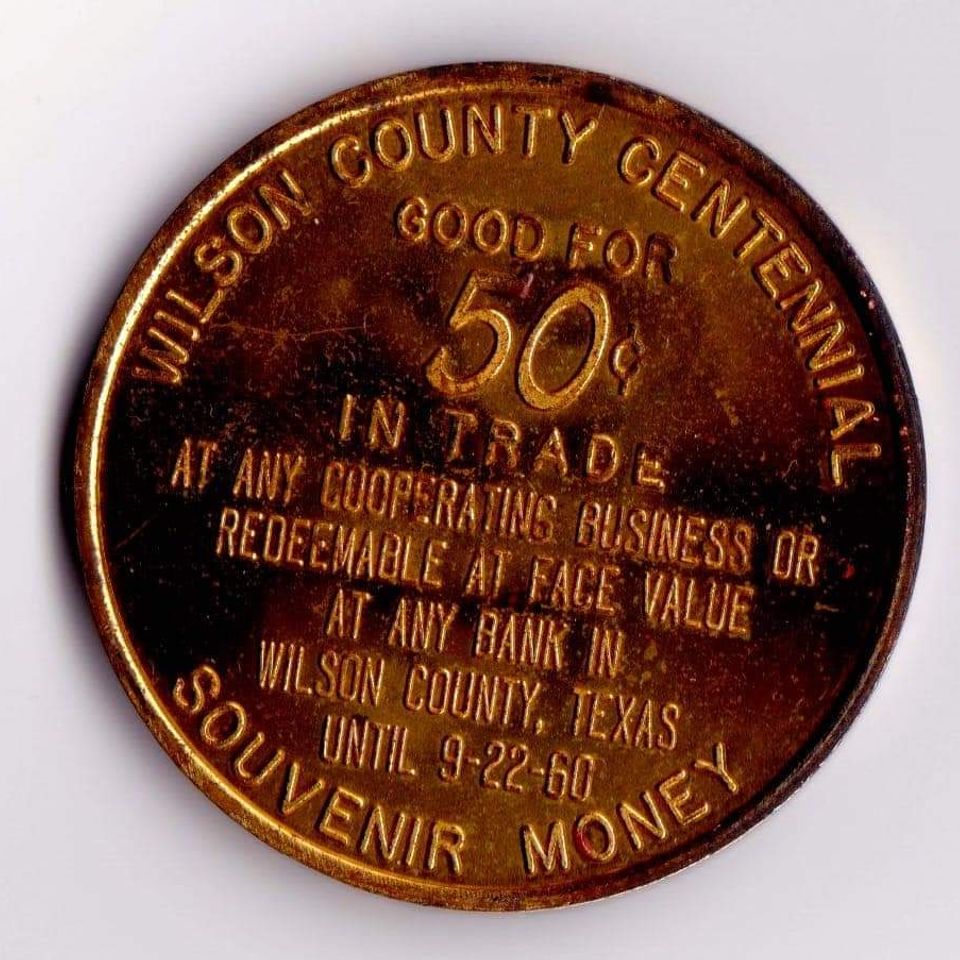 WILSON COUNTY CENTENNIAL
GOOD FOR
50¢
IN TRADE
AT ANY COOPERATING BUSINESS OR
REDEEMABLE AT FACE VALUE
AT ANY BANK IN
WILSON COUNTY, TEXAS
UNTIL 9-22-60
SOUVENIR MONEY